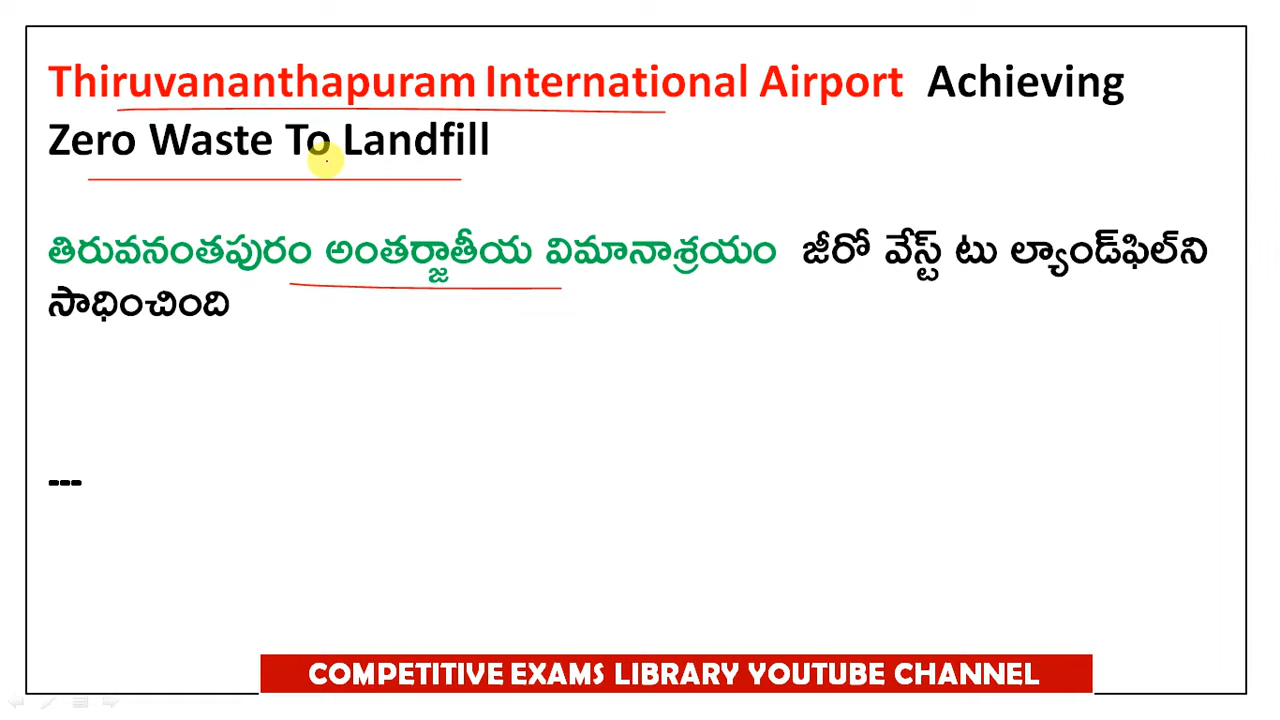 Thiruvananthapuram International Airport Achieving
Zero Waste To Landfill
తిరువనంతపురం అంతర్జాతీయ విమానాశ్రయం జీరో వేస్ట్ టు ల్యాండ్‌ఫిల్‌ని
సాధించింది
---
COMPETITIVE EXAMS LIBRARY YOUTUBE CHANNEL